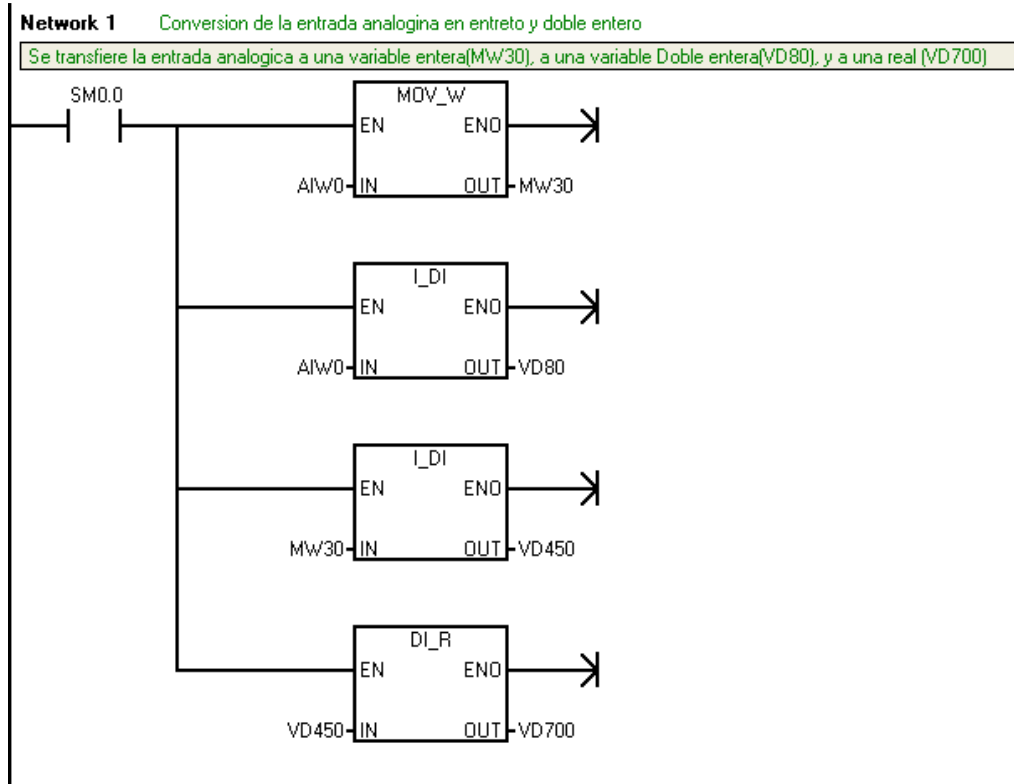 Network 1 Conversion de la entrada analogina en entreto y doble entero
Se transfiere la entrada analogica a una variable entera(MW30), a una variable Doble entera(VD80), y a una real (VD700)
SM0.0
MOV_W
EN ENO
AIW0 IN OUT MW30
I_DI
EN ENO
AIW0 IN OUT VD80
I_DI
EN ENO
MW30 IN OUT VD450
DI_R
EN ENO
VD450 IN OUT VD700